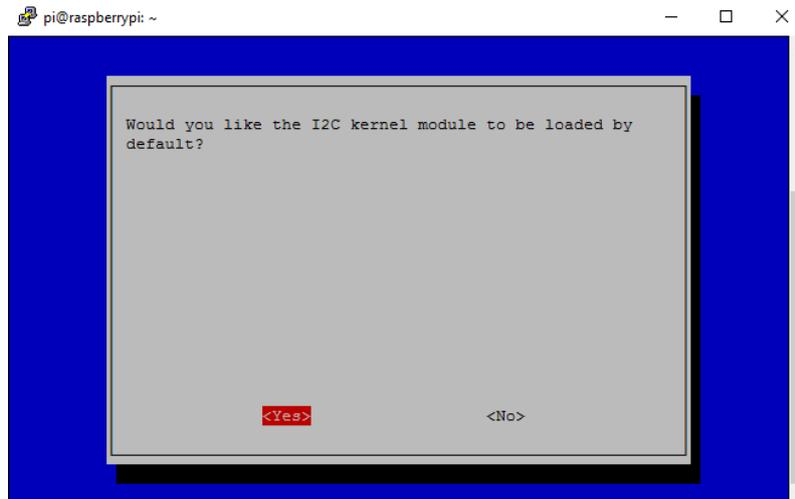 pi@raspberrypi: ~
Would you like the I2C kernel module to be loaded by
default?
<Yes> <No>